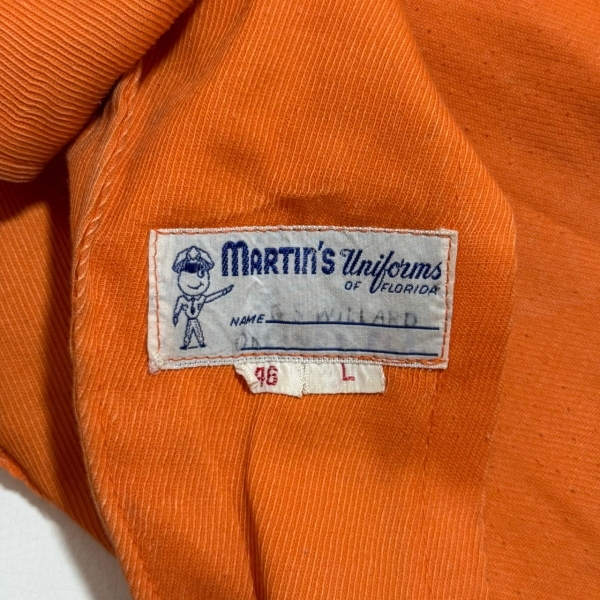 MARTIN'S Uniforms
OF FLORIDA
NAME G S WILLARD
46 L